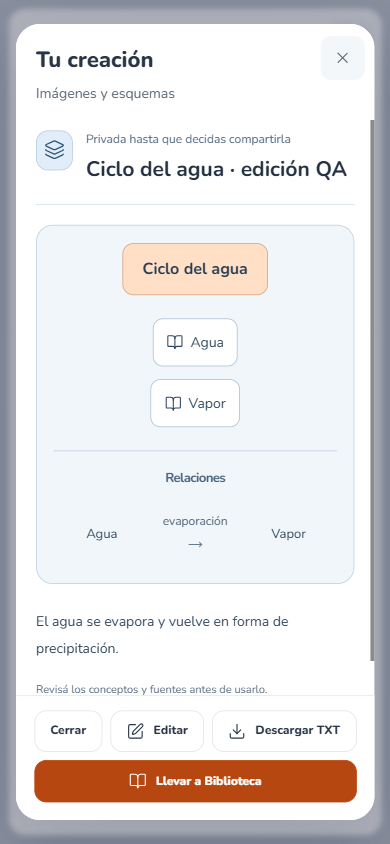 Tu creación
Imágenes y esquemas
Privada hasta que decidas compartirla
Ciclo del agua · edición QA
Ciclo del agua
Agua
Vapor
Relaciones
Agua
evaporación
→
Vapor
El agua se evapora y vuelve en forma de
precipitación.
Revisá los conceptos y fuentes antes de usarlo.
Cerrar
Editar
Descargar TXT
Llevar a Biblioteca